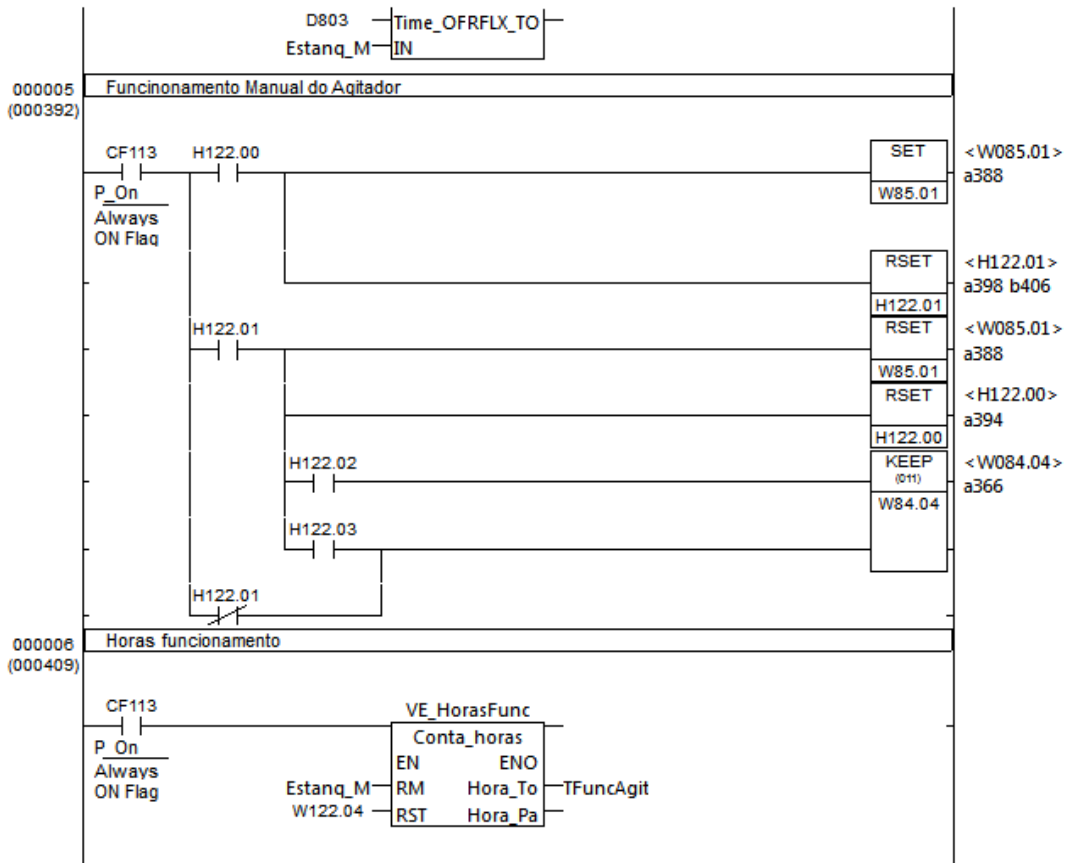 D803 Time_OFRFLX_TO
Estanq_M IN
000005 Funcinonamento Manual do Agitador
(000392)
CF113 H122.00 SET <W085.01>
a388
P_On W85.01
Always
ON Flag
RSET <H122.01>
a398 b406
H122.01
H122.01 RSET <W085.01>
a388
W85.01
RSET <H122.00>
a394
H122.00
H122.02 KEEP <W084.04>
(011) a366
W84.04
H122.03
H122.01
000006 Horas funcionamento
(000409)
CF113 VE_HorasFunc
P_On Conta_horas
Always EN ENO
ON Flag Estanq_M RM Hora_To TFuncAgit
W122.04 RST Hora_Pa